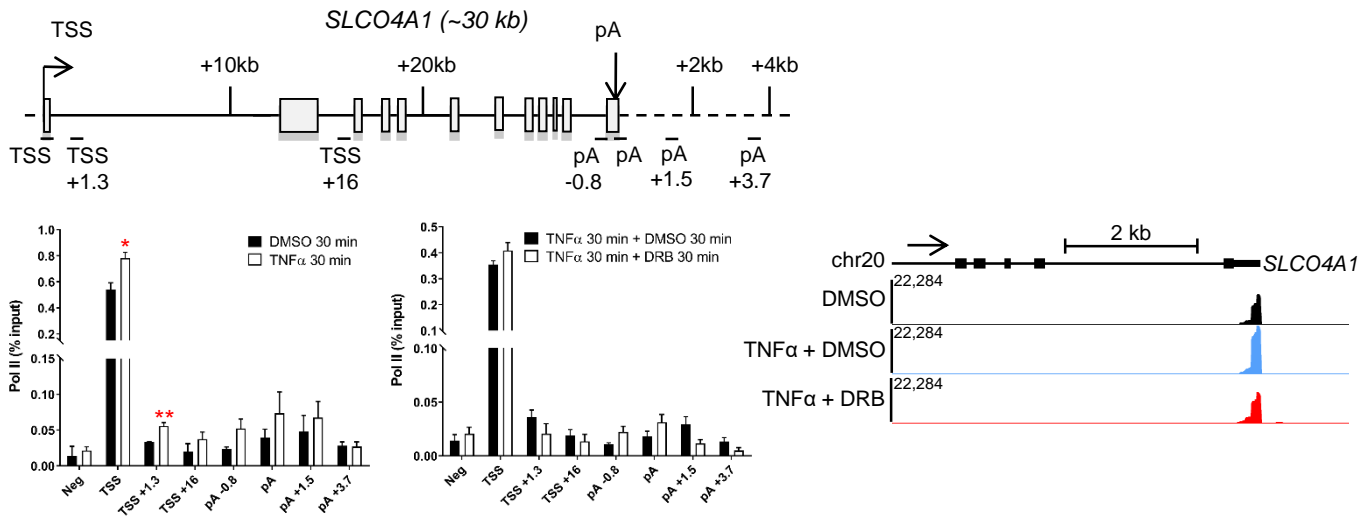 SLCO4A1 (~30 kb)
TSS
pA
+10kb
+20kb
+2kb
+4kb
TSS
TSS
+1.3
TSS
+16
pA
-0.8
pA
pA
+1.5
pA
+3.7
Pol II (% input)
1.0
0.8
0.6
0.4
0.2
0.15
0.10
0.05
0.00
*
**
DMSO 30 min
TNFα 30 min
Neg
TSS
TSS +1.3
TSS +16
pA -0.8
pA
pA +1.5
pA +3.7
Pol II (% input)
0.5
0.4
0.3
0.2
0.1
0.10
0.05
0.00
TNFα 30 min + DMSO 30 min
TNFα 30 min + DRB 30 min
Neg
TSS
TSS +1.3
TSS +16
pA -0.8
pA
pA +1.5
pA +3.7
2 kb
chr20
SLCO4A1
DMSO
22,284
TNFα + DMSO
22,284
TNFα + DRB
22,284